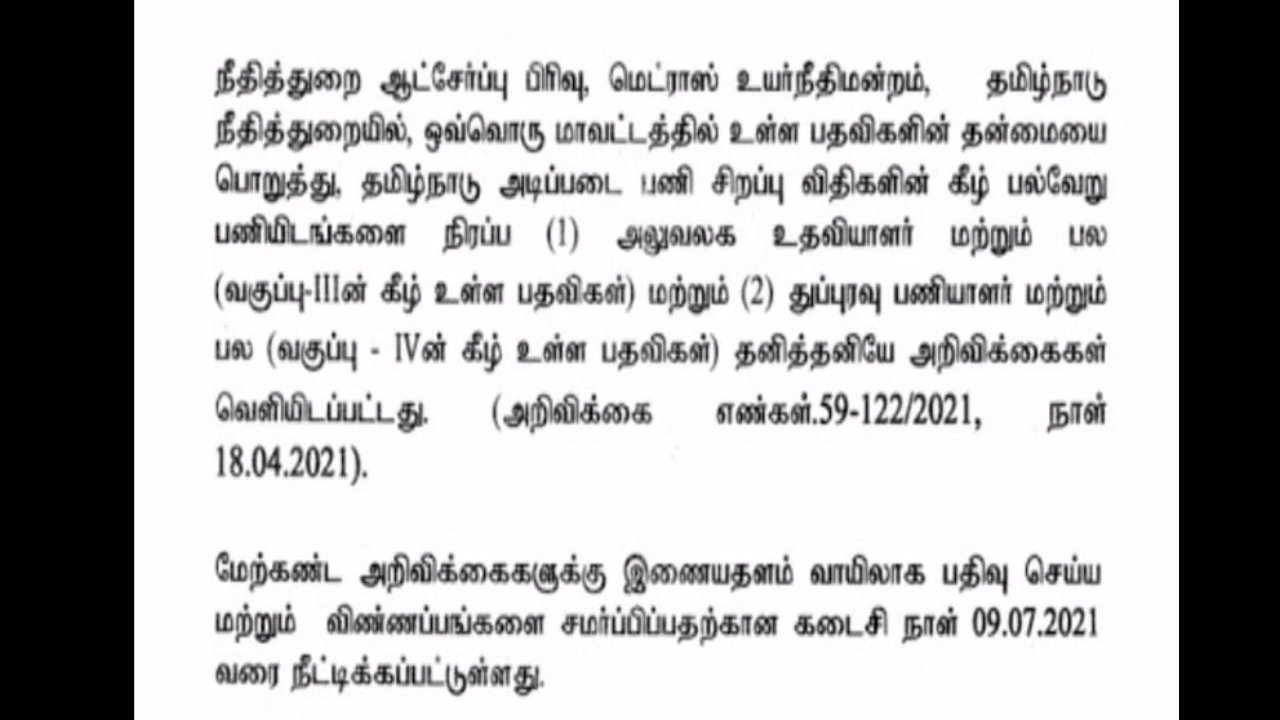 நீதித்துறை ஆட்சேர்ப்பு பிரிவு, மெட்ராஸ் உயர்நீதிமன்றம், தமிழ்நாடு
நீதித்துறையில், ஒவ்வொரு மாவட்டத்தில் உள்ள பதவிகளின் தன்மையை
பொறுத்து, தமிழ்நாடு அடிப்படை பணி சிறப்பு விதிகளின் கீழ் பல்வேறு
பணியிடங்களை நிரப்ப (1) அலுவலக உதவியாளர் மற்றும் பல
(வகுப்பு-IIIன் கீழ் உள்ள பதவிகள்) மற்றும் (2) துப்புரவு பணியாளர் மற்றும்
பல (வகுப்பு - IVன் கீழ் உள்ள பதவிகள்) தனித்தனியே அறிவிக்கைகள்
வெளியிடப்பட்டது. (அறிவிக்கை எண்கள்.59-122/2021, நாள்
18.04.2021).
மேற்கண்ட அறிவிக்கைகளுக்கு இணையதளம் வாயிலாக பதிவு செய்ய
மற்றும் விண்ணப்பங்களை சமர்ப்பிப்பதற்கான கடைசி நாள் 09.07.2021
வரை நீட்டிக்கப்பட்டுள்ளது.